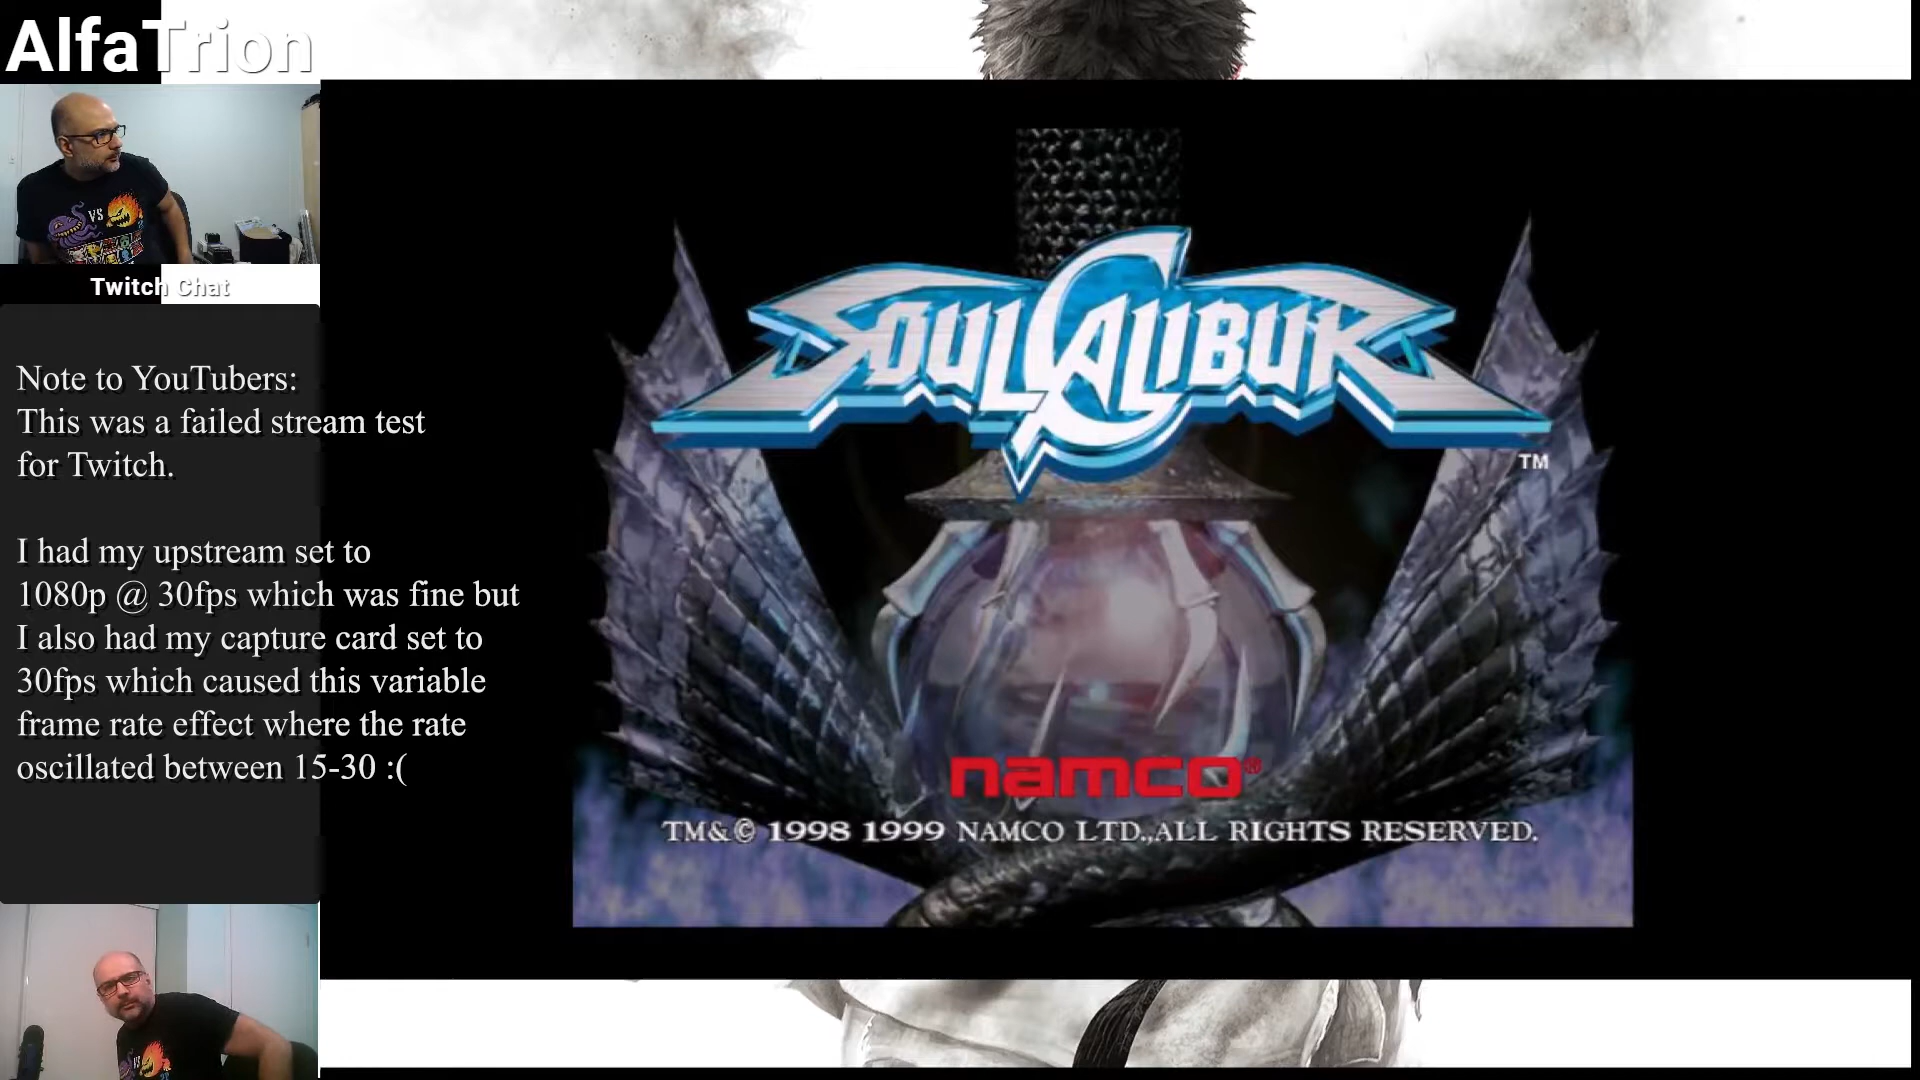 AlfaTrion
VS
Twitch Chat
Note to YouTubers:
This was a failed stream test
for Twitch.
I had my upstream set to
1080p @ 30fps which was fine but
I also had my capture card set to
30fps which caused this variable
frame rate effect where the rate
oscillated between 15-30 :(
SOULCALIBUR
TM
namco®
TM&© 1998 1999 NAMCO LTD.,ALL RIGHTS RESERVED.
VS